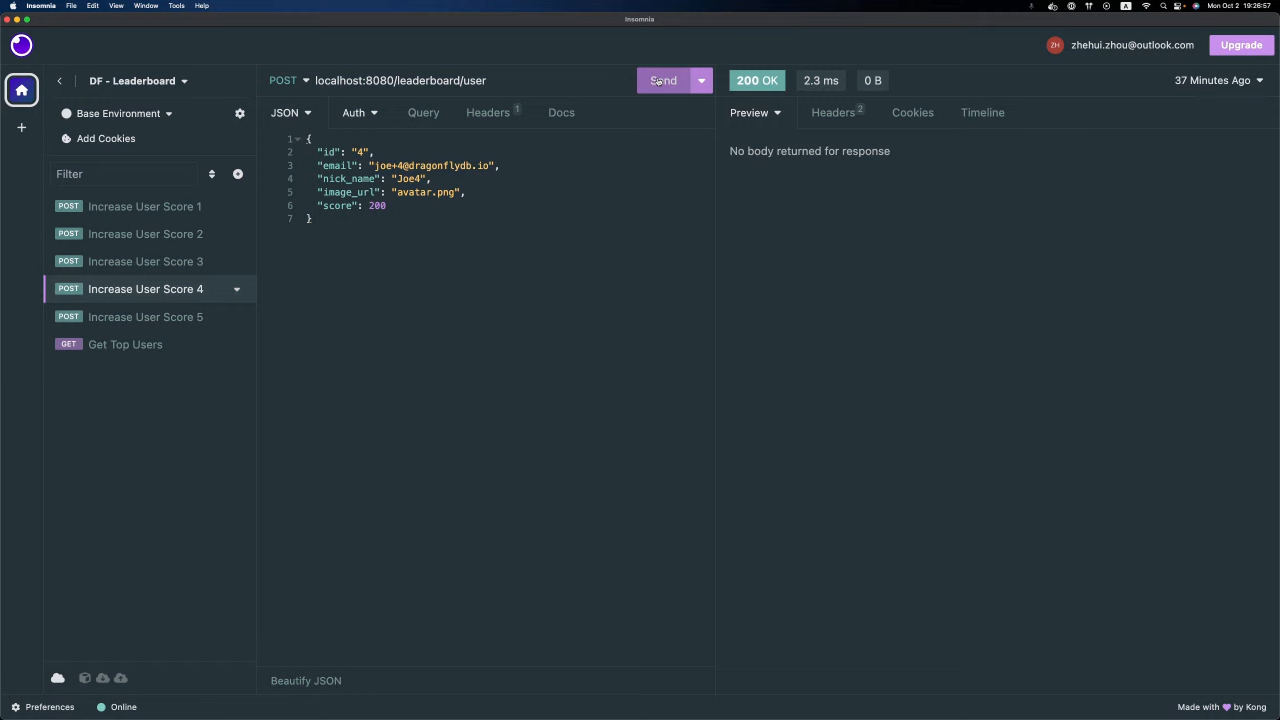 Insomnia File Edit View Window Tools Help
A Mon Oct 2 19:26:57
Insomnia
ZH zhehui.zhou@outlook.com Upgrade
DF - Leaderboard
POST localhost:8080/leaderboard/user Send
200 OK 2.3 ms 0 B 37 Minutes Ago
Base Environment
JSON Auth Query Headers 1 Docs
Preview Headers 2 Cookies Timeline
Add Cookies
Filter
POST Increase User Score 1
POST Increase User Score 2
POST Increase User Score 3
POST Increase User Score 4
POST Increase User Score 5
GET Get Top Users
1 {
2 "id": "4",
3 "email": "joe+4@dragonflydb.io",
4 "nick_name": "Joe4",
5 "image_url": "avatar.png",
6 "score": 200
7 }
No body returned for response
Beautify JSON
Preferences Online
Made with by Kong